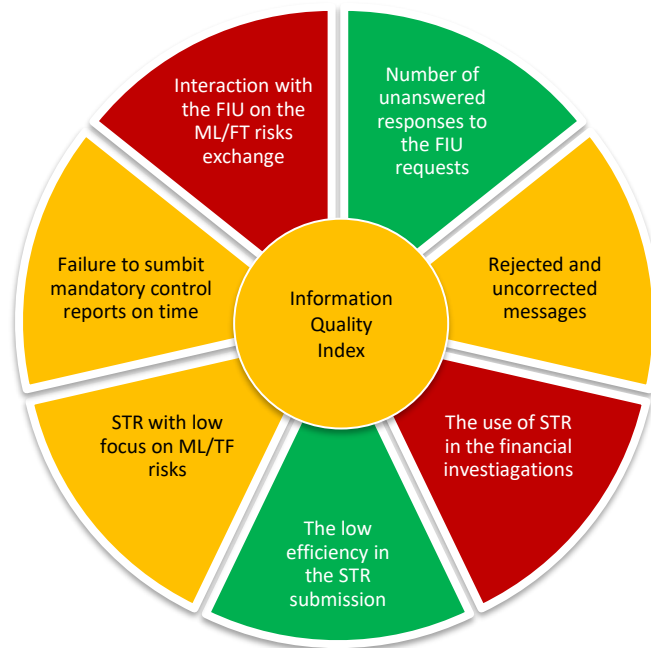 Interaction with
the FIU on the
ML/FT risks
exchange
Number of
unanswered
responses to
the FIU
requests
Failure to sumbit
mandatory control
reports on time
Information
Quality
Index
Rejected and
uncorrected
messages
STR with low
focus on ML/TF
risks
The use of STR
in the financial
investiagations
The low
efficiency in
the STR
submission